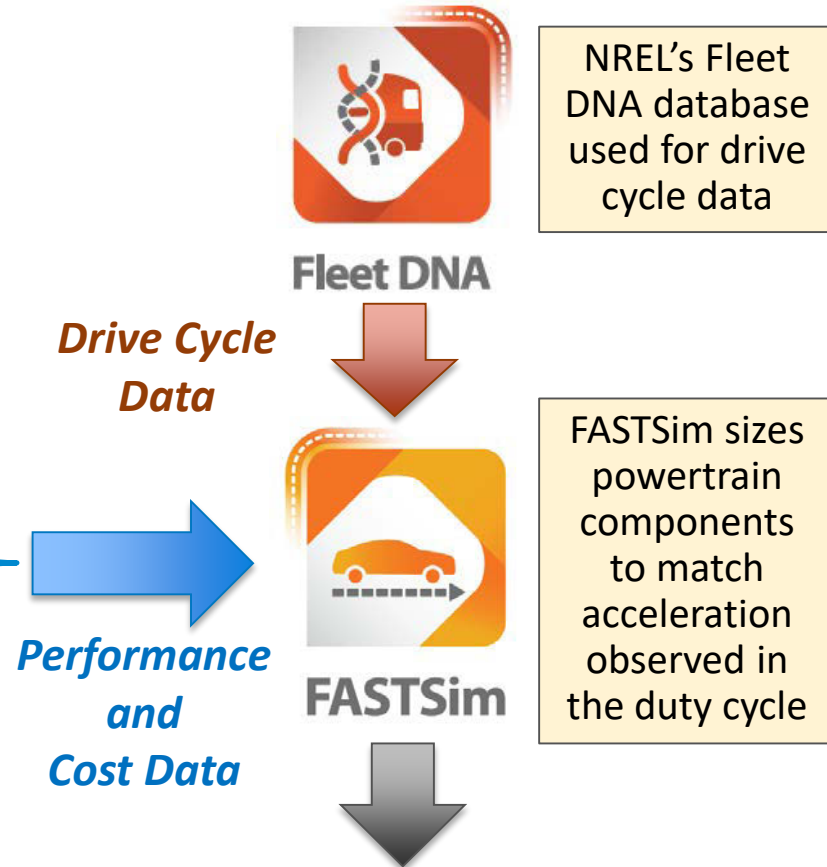 NREL's Fleet
DNA database
used for drive
cycle data
Fleet DNA
Drive Cycle
Data
FASTSim sizes
powertrain
components
to match
acceleration
observed in
the duty cycle
Performance
and
Cost Data
FASTSim